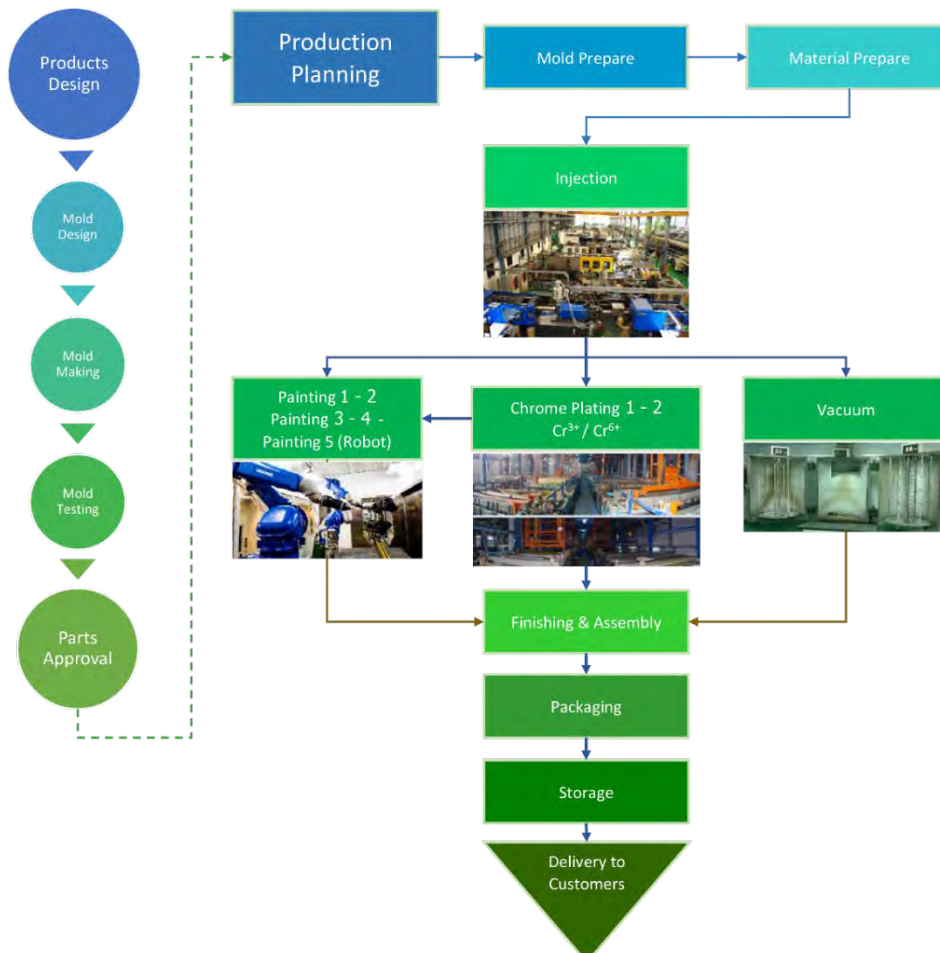 Products
Design
Mold
Design
Mold
Making
Mold
Testing
Parts
Approval
Production
Planning
Mold Prepare
Material Prepare
Injection
Painting 1 - 2
Painting 3 - 4 -
Painting 5 (Robot)
Chrome Plating 1 - 2
Cr³⁺ / Cr⁶⁺
Vacuum
Finishing & Assembly
Packaging
Storage
Delivery to
Customers